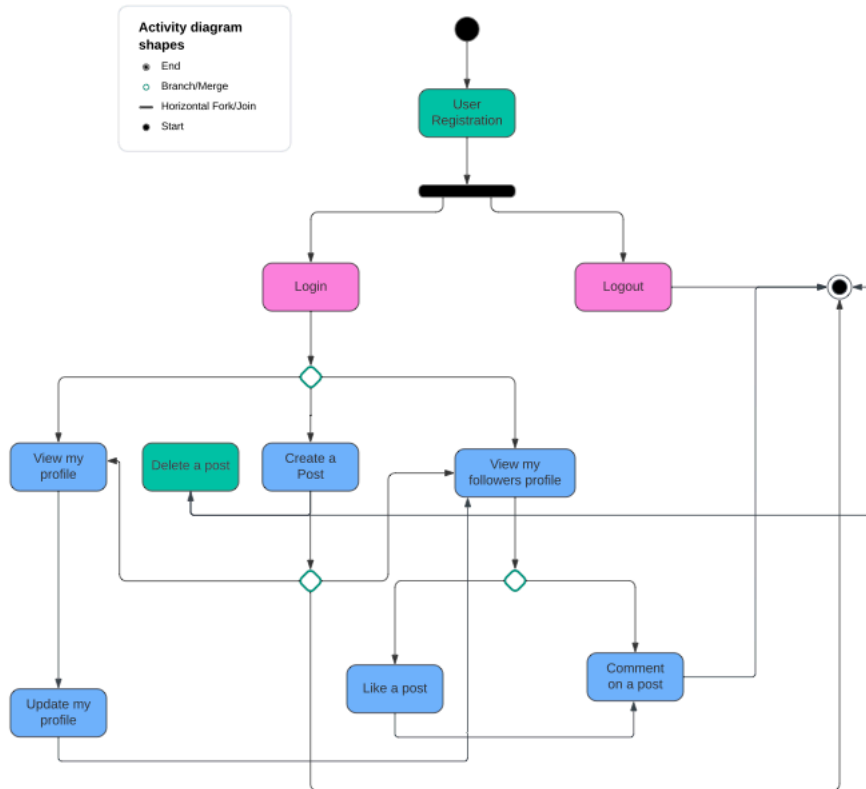 Activity diagram
shapes
End
Branch/Merge
Horizontal Fork/Join
Start
User
Registration
Login
Logout
View my
profile
Delete a post
Create a
Post
View my
followers profile
Update my
profile
Like a post
Comment
on a post